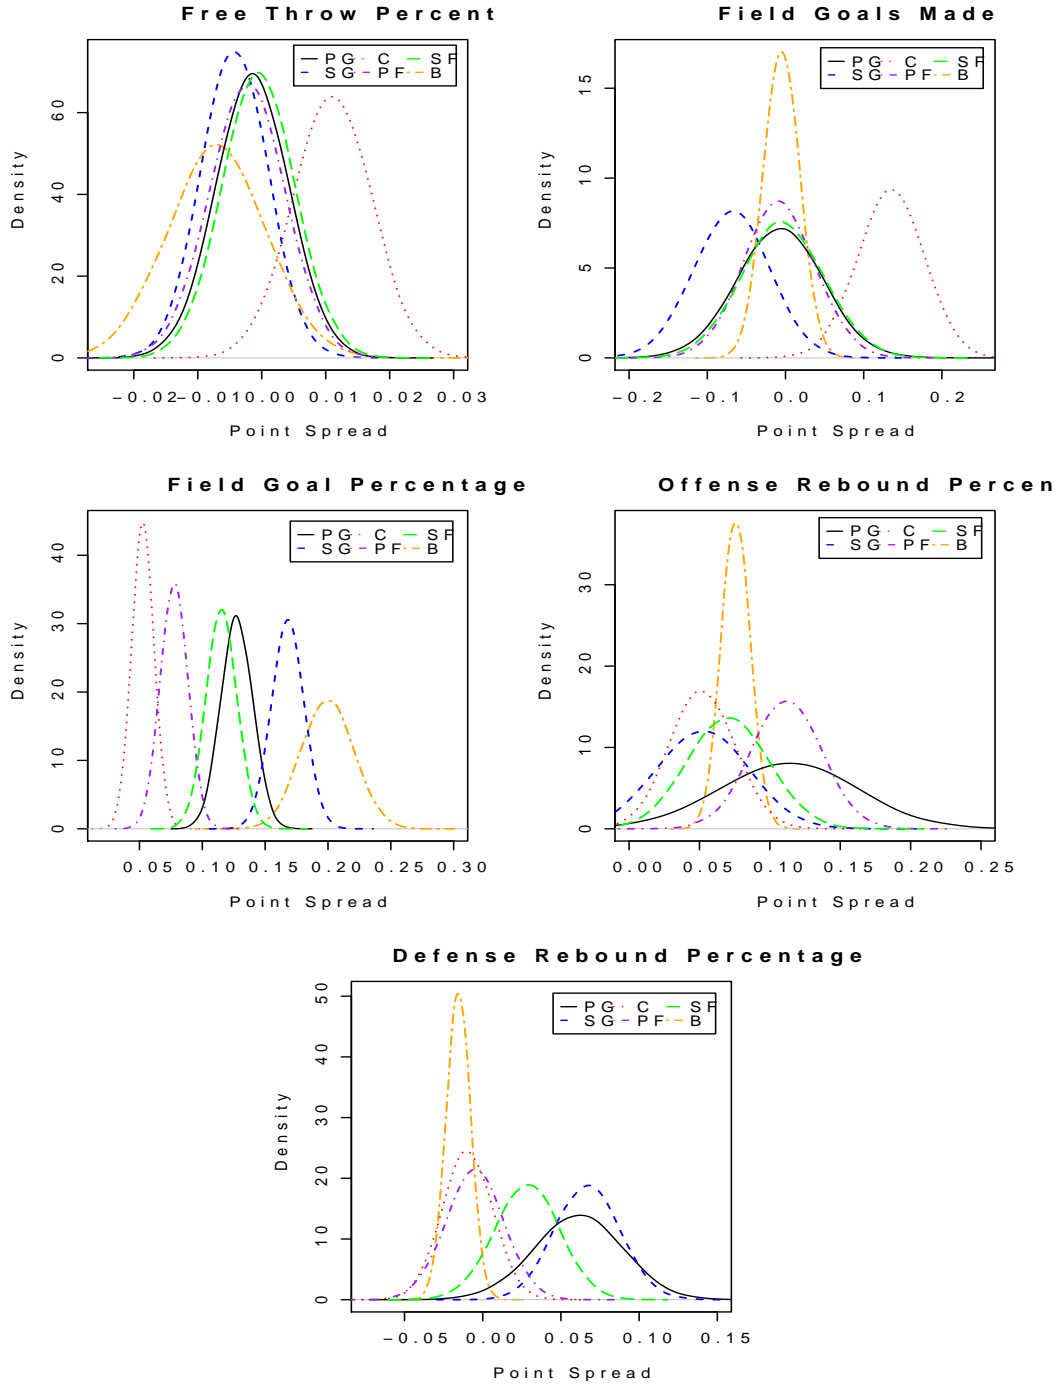 Free Throw Percent
PG C SF
SG PF B
Density
0 20 40 60
−0.02 −0.01 0.00 0.01 0.02 0.03
Point Spread
Field Goals Made
PG C SF
SG PF B
Density
0 5 10 15
−0.2 −0.1 0.0 0.1 0.2
Point Spread
Field Goal Percentage
PG C SF
SG PF B
Density
0 10 20 30 40
0.05 0.10 0.15 0.20 0.25 0.30
Point Spread
Offense Rebound Percen
PG C SF
SG PF B
Density
0 10 20 30
0.00 0.05 0.10 0.15 0.20 0.25
Point Spread
Defense Rebound Percentage
PG C SF
SG PF B
Density
0 10 20 30 40 50
−0.05 0.00 0.05 0.10 0.15
Point Spread